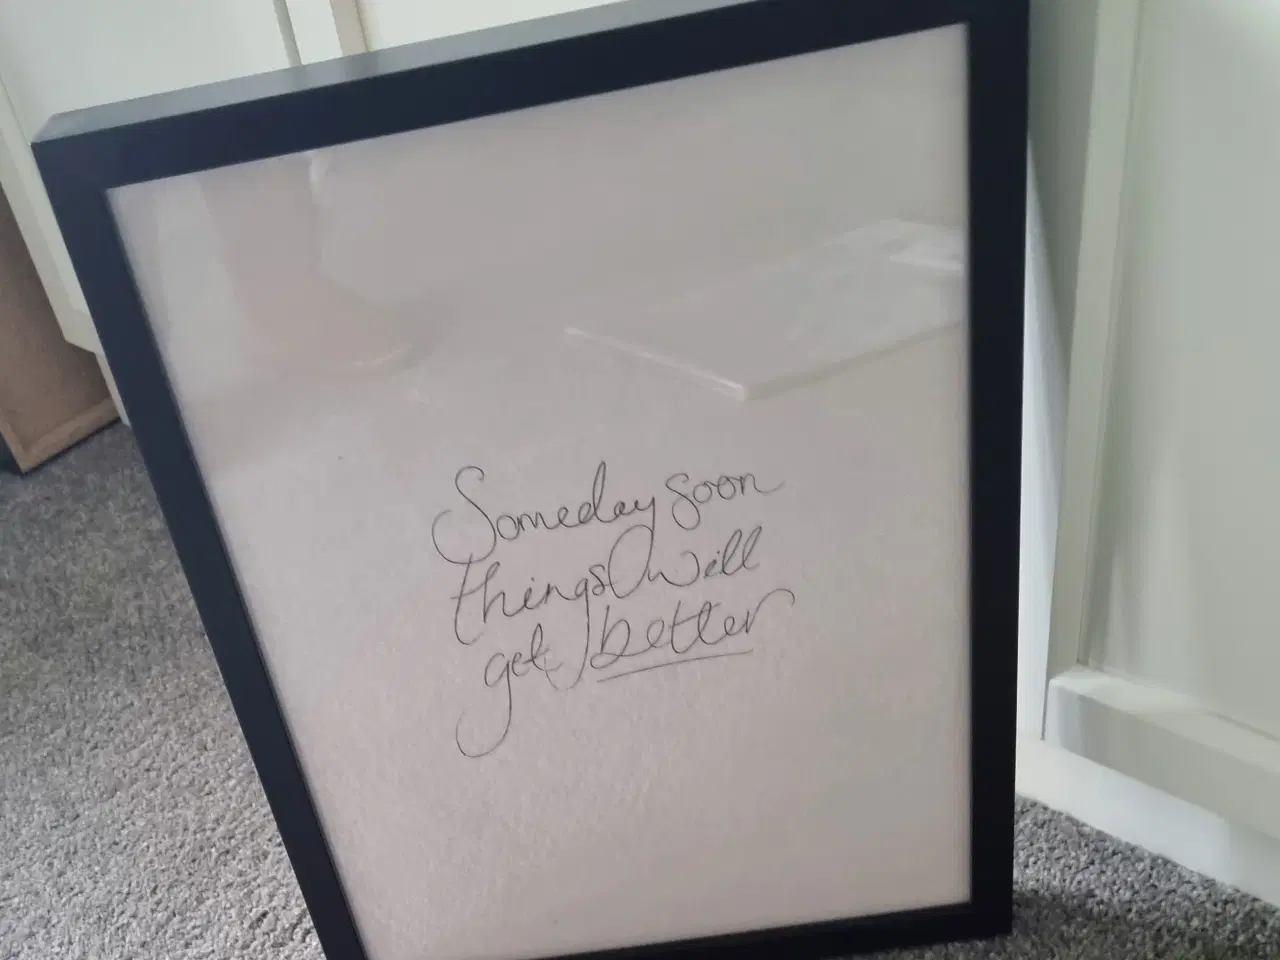 Someday soon
things will
get better